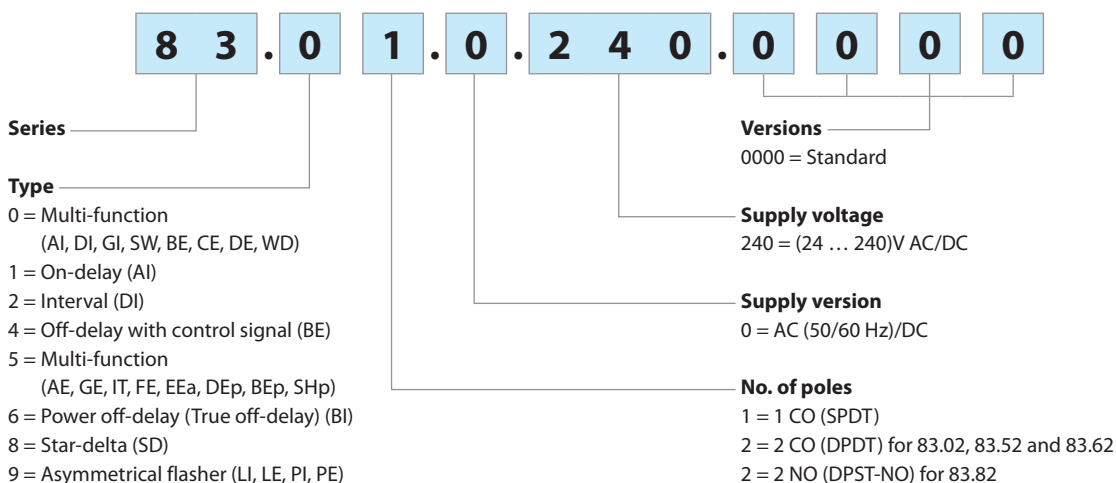 8 3 . 0 1 . 0 . 2 4 0 . 0 0 0 0
Series
Type
0 = Multi-function
(AI, DI, GI, SW, BE, CE, DE, WD)
1 = On-delay (AI)
2 = Interval (DI)
4 = Off-delay with control signal (BE)
5 = Multi-function
(AE, GE, IT, FE, EEa, DEp, BEp, SHp)
6 = Power off-delay (True off-delay) (BI)
8 = Star-delta (SD)
9 = Asymmetrical flasher (LI, LE, PI, PE)
Versions
0000 = Standard
Supply voltage
240 = (24 … 240)V AC/DC
Supply version
0 = AC (50/60 Hz)/DC
No. of poles
1 = 1 CO (SPDT)
2 = 2 CO (DPDT) for 83.02, 83.52 and 83.62
2 = 2 NO (DPST-NO) for 83.82